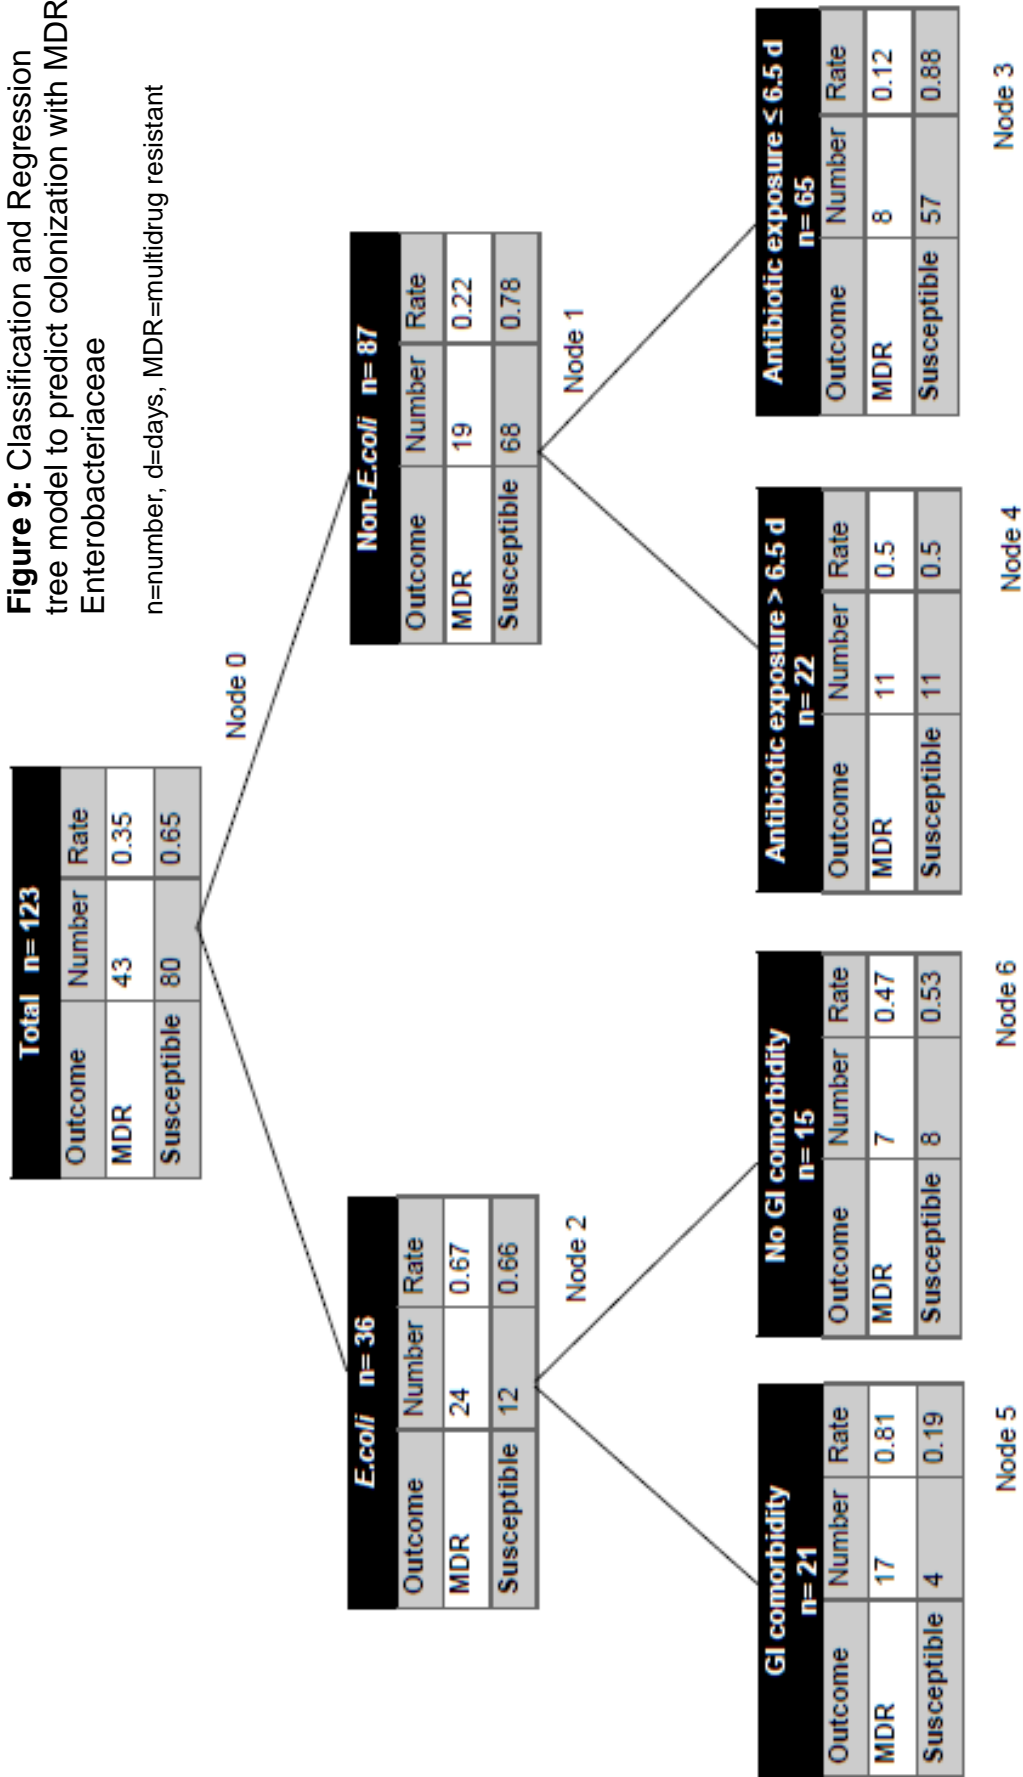 Figure 9: Classification and Regression
tree model to predict colonization with MDR
Enterobacteriaceae
n=number, d=days, MDR=multidrug resistant
Total n= 123
Outcome Number Rate
MDR 43 0.35
Susceptible 80 0.65
Node 0
E.coli n= 36
Outcome Number Rate
MDR 24 0.67
Susceptible 12 0.66
Node 2
Non-E.coli n= 87
Outcome Number Rate
MDR 19 0.22
Susceptible 68 0.78
Node 1
GI comorbidity
n= 21
Outcome Number Rate
MDR 17 0.81
Susceptible 4 0.19
Node 5
No GI comorbidity
n= 15
Outcome Number Rate
MDR 7 0.47
Susceptible 8 0.53
Node 6
Antibiotic exposure > 6.5 d
n= 22
Outcome Number Rate
MDR 11 0.5
Susceptible 11 0.5
Node 4
Antibiotic exposure ≤ 6.5 d
n= 65
Outcome Number Rate
MDR 8 0.12
Susceptible 57 0.88
Node 3